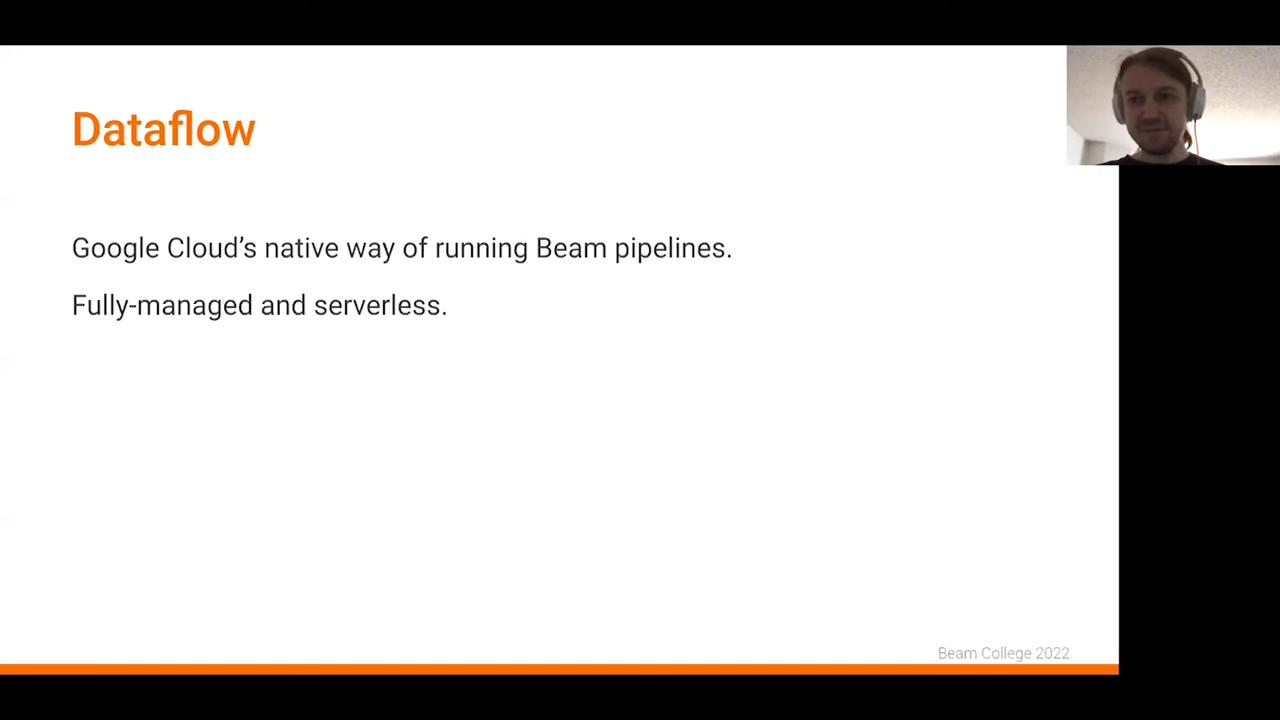 Dataflow
Google Cloud’s native way of running Beam pipelines.
Fully-managed and serverless.
Beam College 2022